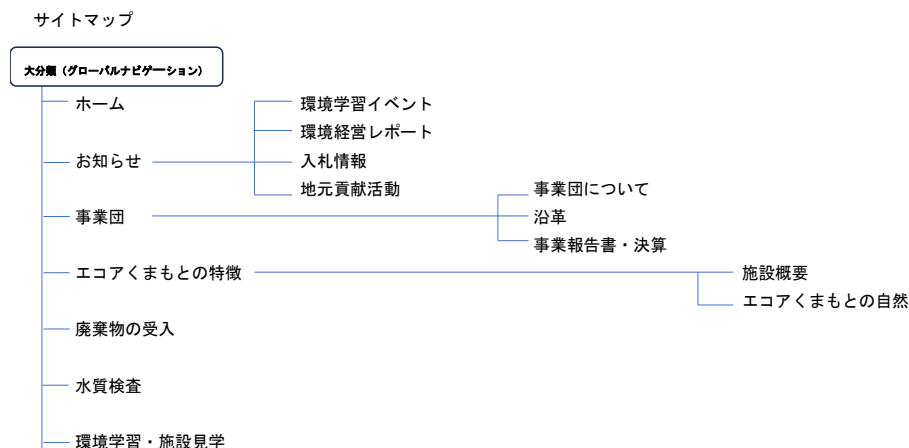 サイトマップ
大分類（グローバルナビゲーション）
ホーム
環境学習イベント
環境経営レポート
お知らせ
入札情報
地元貢献活動
事業団について
事業団
沿革
事業報告書・決算
エコアくまもとの特徴
施設概要
エコアくまもとの自然
廃棄物の受入
水質検査
環境学習・施設見学